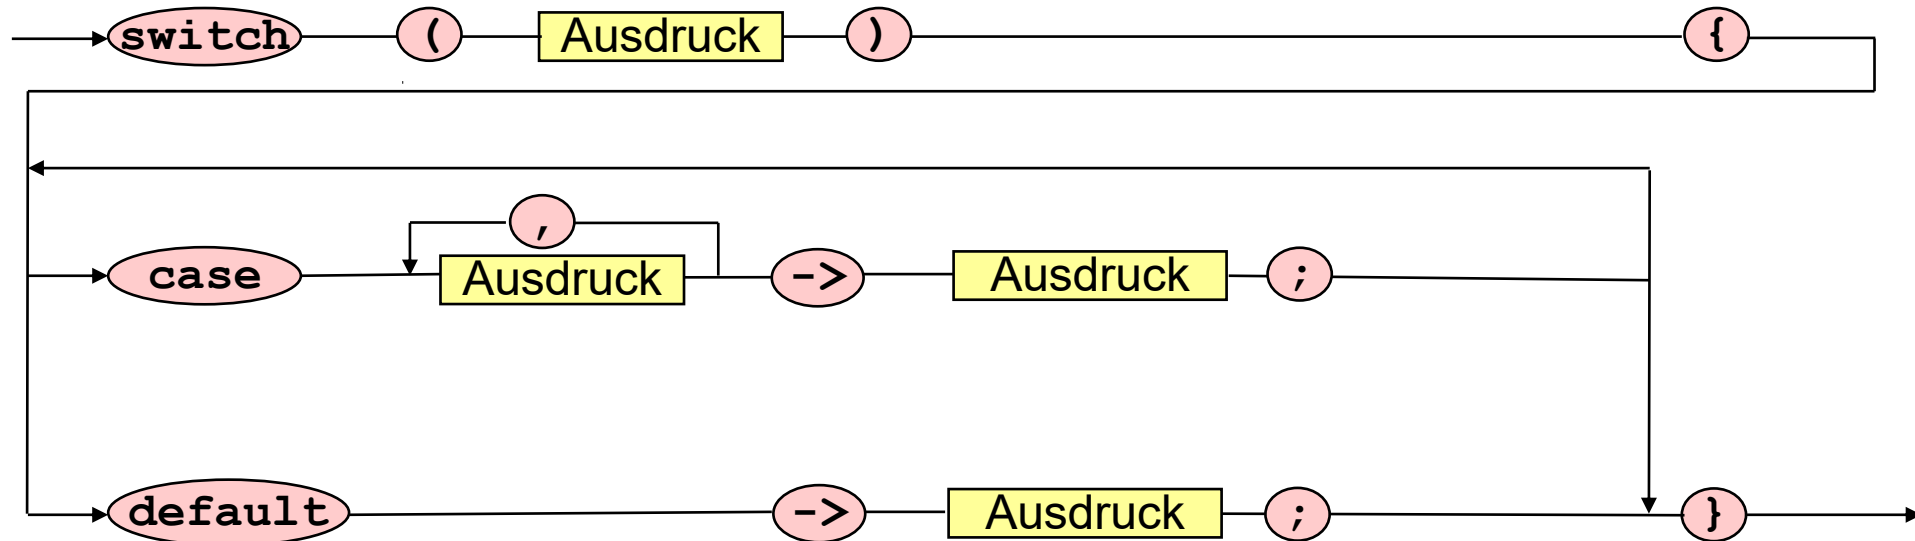 switch ( Ausdruck ) {
,
case Ausdruck -> Ausdruck ;
default -> Ausdruck ; }